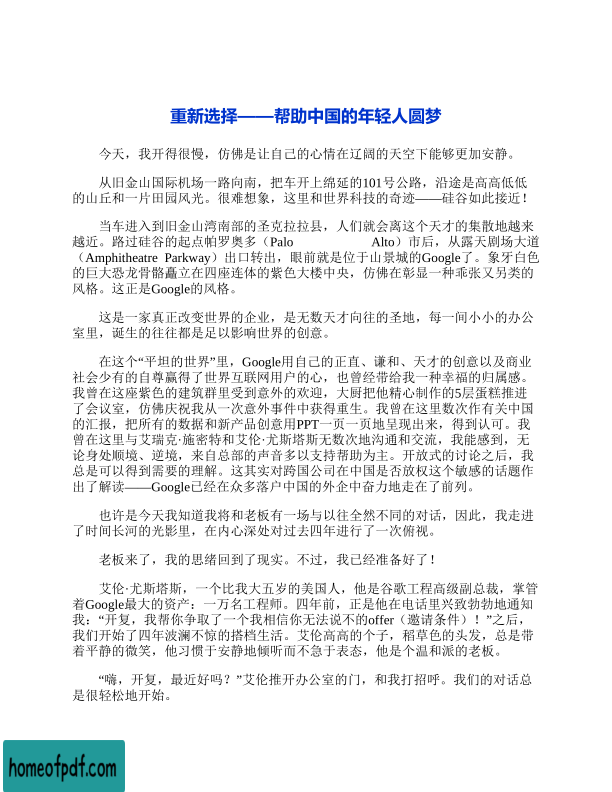 重新选择——帮助中国的年轻人圆梦
今天，我开得很慢，仿佛是让自己的心情在辽阔的天空下能够更加安静。
从旧金山国际机场一路向南，把车开上绵延的101号公路，沿途是高高低低
的山丘和一片田园风光。很难想象，这里和世界科技的奇迹——硅谷如此接近！
当车进入到旧金山湾南部的圣克拉拉县，人们就会离这个天才的集散地越来
越近。路过硅谷的起点帕罗奥多（Palo Alto）市后，从露天剧场大道
（Amphitheatre Parkway）出口转出，眼前就是位于山景城的Google了。象牙白色
的巨大恐龙骨骼矗立在四座连体的紫色大楼中央，仿佛在彰显一种乖张又另类的
风格。这正是Google的风格。
这是一家真正改变世界的企业，是无数天才向往的圣地，每一间小小的办公
室里，诞生的往往都是足以影响世界的创意。
在这个“平坦的世界”里，Google用自己的正直、谦和、天才的创意以及商业
社会少有的自尊赢得了世界互联网用户的心，也曾经带给我一种幸福的归属感。
我曾在这座紫色的建筑群里受到意外的欢迎，大厨把他精心制作的5层蛋糕推进
了会议室，仿佛庆祝我从一次意外事件中获得重生。我曾在这里数次作有关中国
的汇报，把所有的数据和新产品创意用PPT一页一页地呈现出来，得到认可。我
曾在这里与艾瑞克·施密特和艾伦·尤斯塔斯无数次地沟通和交流，我能感到，无
论身处顺境、逆境，来自总部的声音多以支持帮助为主。开放式的讨论之后，我
总是可以得到需要的理解。这其实对跨国公司在中国是否放权这个敏感的话题作
出了解读——Google已经在众多落户中国的外企中奋力地走在了前列。
也许是今天我知道我将和老板有一场与以往全然不同的对话，因此，我走进
了时间长河的光影里，在内心深处对过去四年进行了一次俯视。
老板来了，我的思绪回到了现实。不过，我已经准备好了！
艾伦·尤斯塔斯，一个比我大五岁的美国人，他是谷歌工程高级副总裁，掌管
着Google最大的资产：一万名工程师。四年前，正是他在电话里兴致勃勃地通知
我：“开复，我帮你争取了一个我相信你无法说不的offer（邀请条件）！”之后，
我们开始了四年波澜不惊的搭档生活。艾伦高高的个子，稻草色的头发，总是带
着平静的微笑，他习惯于安静地倾听而不急于表态，他是个温和派的老板。
“嗨，开复，最近好吗？”艾伦推开办公室的门，和我打招呼。我们的对话总
是很轻松地开始。
homeofpdf.com